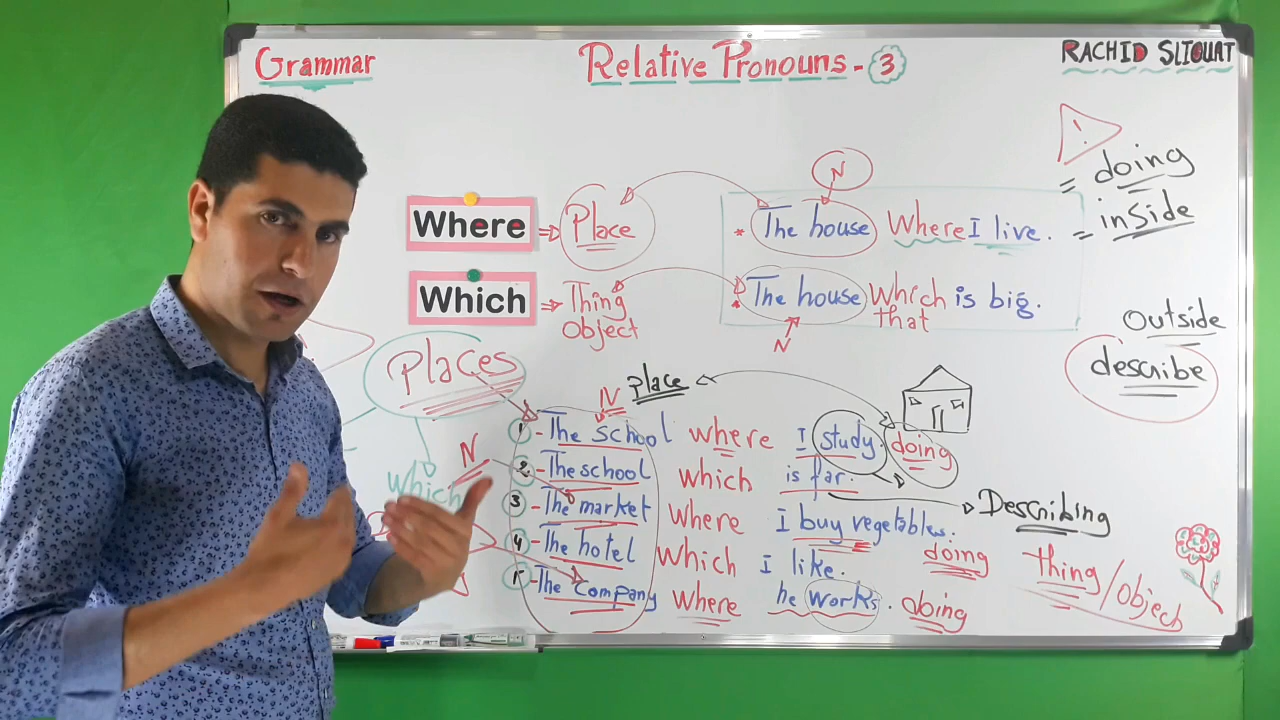 Grammar
Relative Pronouns - 3
RACHID SLIOUAT
!
= doing
= inside
N
Where => Place
* The house Where I live.
Which => Thing
Object
* The house Which is big.
that
N
Outside
describe
Places
Which
N
N place
1 - The school where I study. doing
2 - The school which is far.
3 - The market where I buy vegetables.
4 - The hotel which I like.
5 - The company where he works. doing
Describing
doing
thing/object